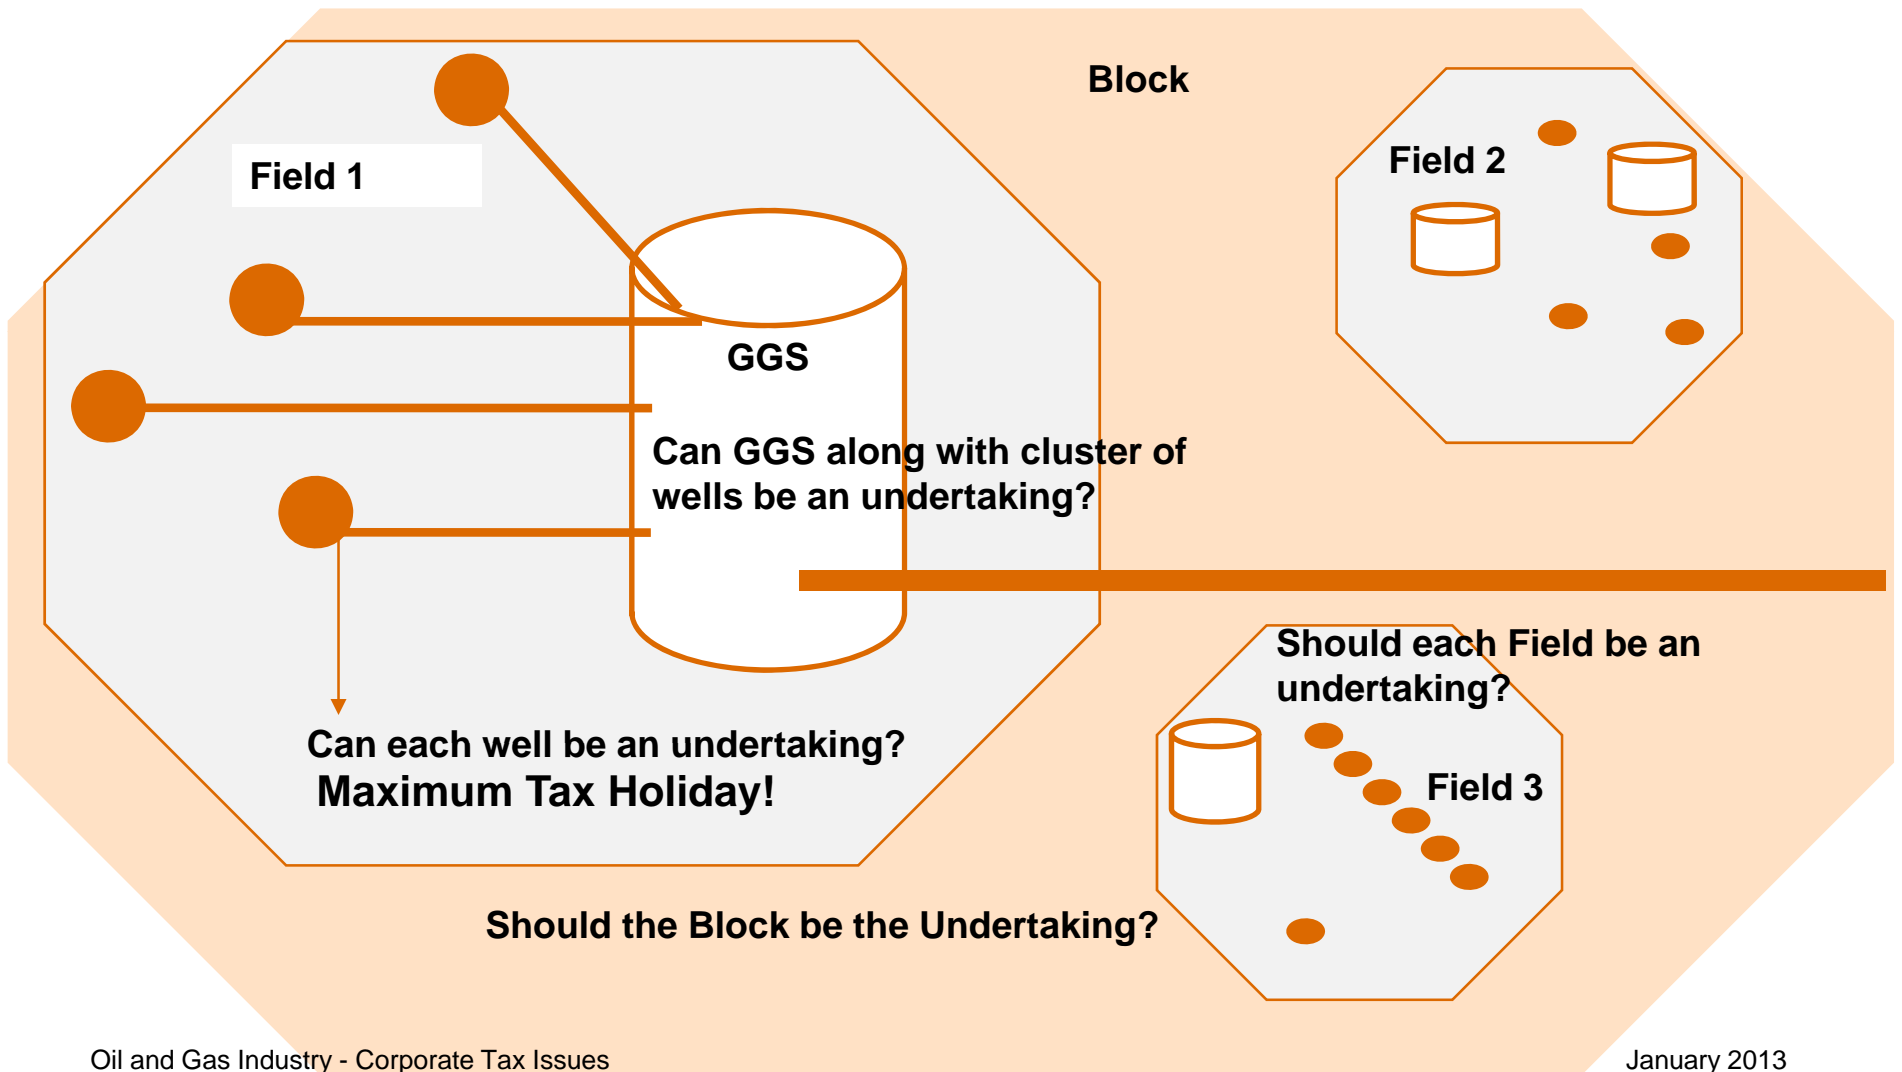 Block
Field 1
Field 2
GGS
Can GGS along with cluster of
wells be an undertaking?
Should each Field be an
undertaking?
Can each well be an undertaking?
Maximum Tax Holiday!
Field 3
Should the Block be the Undertaking?
Oil and Gas Industry - Corporate Tax Issues
January 2013